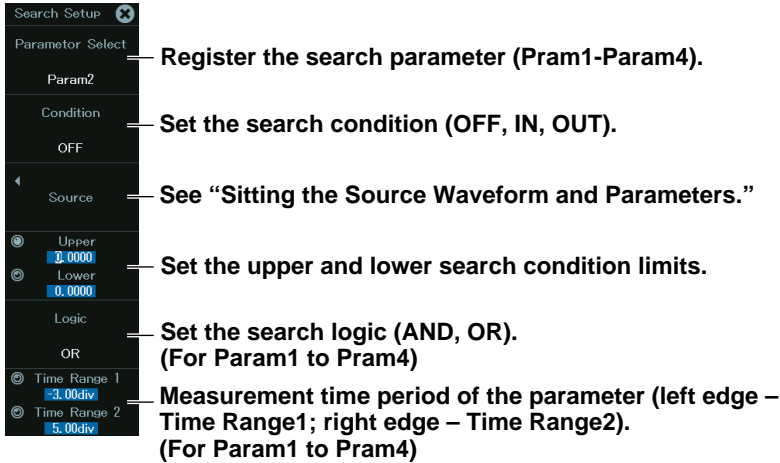 Search Setup
Parametor Select
Param2
Register the search parameter (Pram1-Param4).
Condition
OFF
Set the search condition (OFF, IN, OUT).
Source
See “Sitting the Source Waveform and Parameters.”
Upper
0.0000
Lower
0.0000
Set the upper and lower search condition limits.
Logic
OR
Set the search logic (AND, OR).
(For Param1 to Pram4)
Time Range 1
-3.00div
Time Range 2
5.00div
Measurement time period of the parameter (left edge –
Time Range1; right edge – Time Range2).
(For Param1 to Pram4)